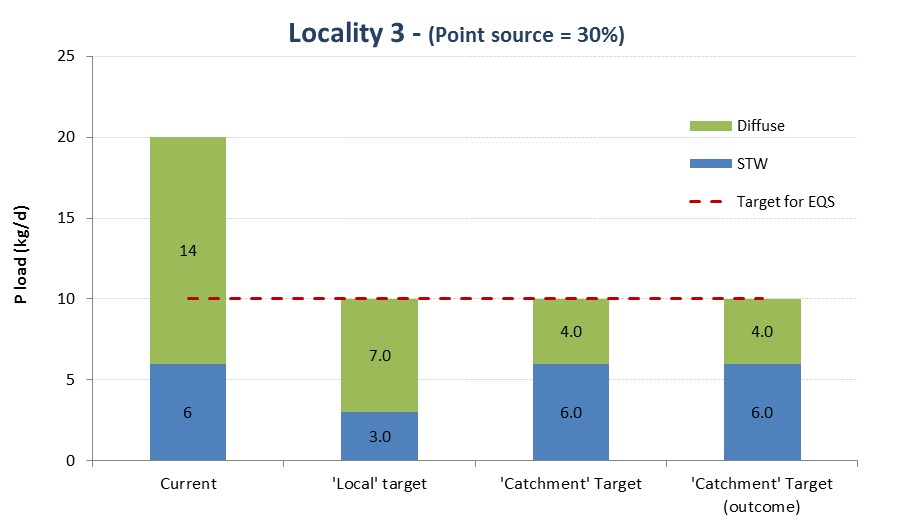 Locality 3 - (Point source = 30%)
25
20
15
10
5
0
P load (kg/d)
Diffuse
STW
Target for EQS
14
6
7.0
3.0
4.0
6.0
4.0
6.0
Current
'Local' target
'Catchment' Target
'Catchment' Target
(outcome)